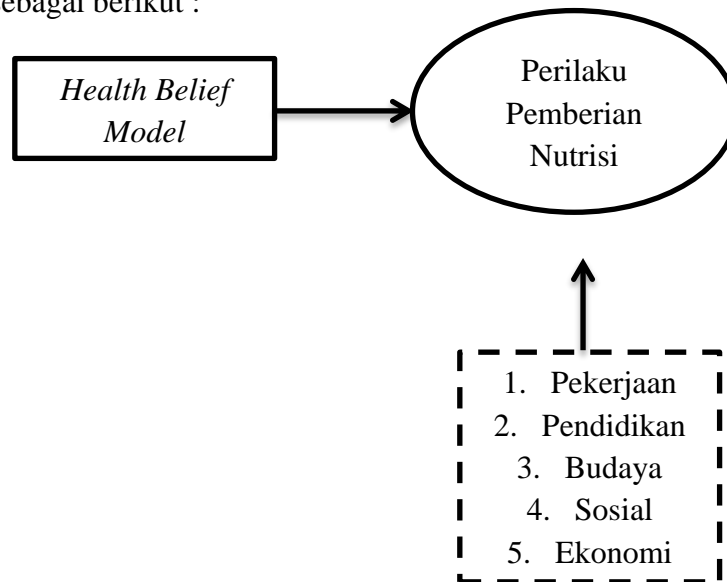 sebagai berikut :
Health Belief
Model
Perilaku
Pemberian
Nutrisi
1. Pekerjaan
2. Pendidikan
3. Budaya
4. Sosial
5. Ekonomi